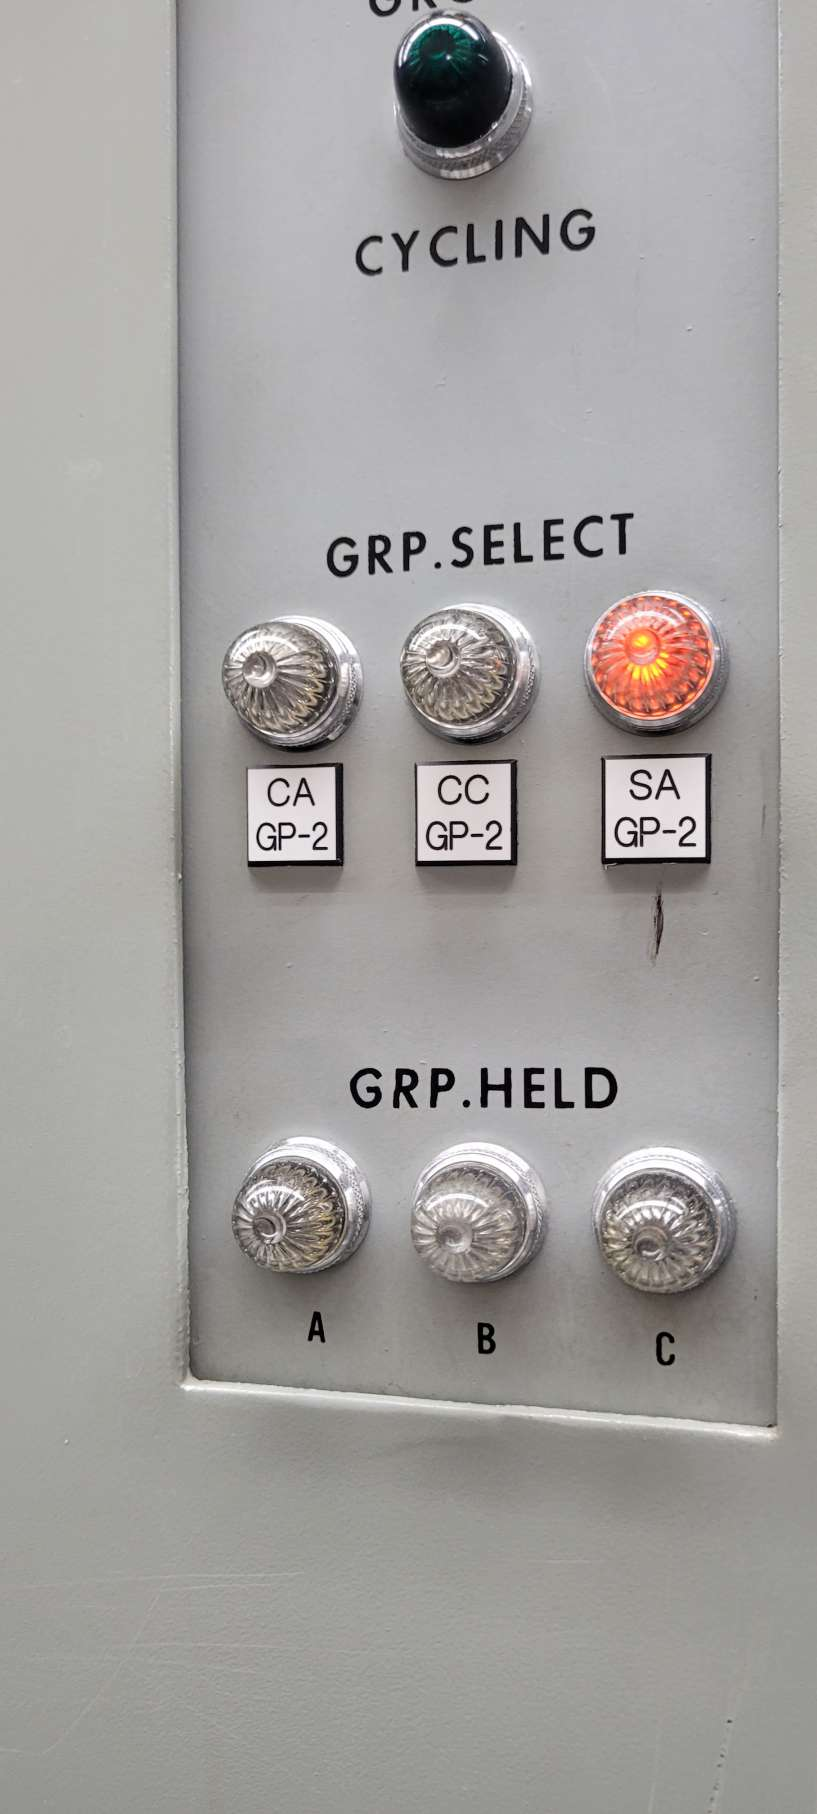 CYCLING
GRP.SELECT
CA CC SA
GP-2 GP-2 GP-2
GRP.HELD
A B C